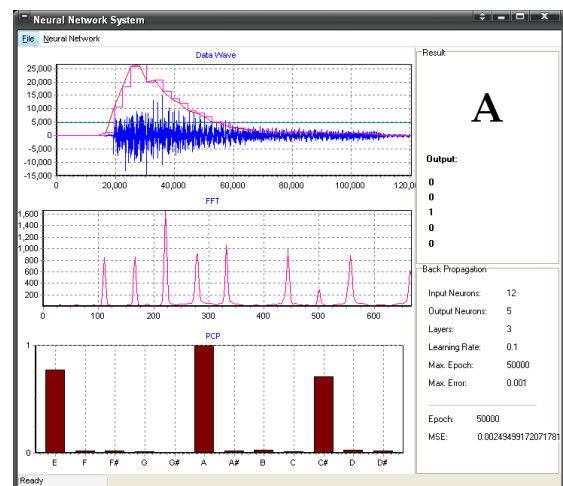 Neural Network System
File Neural Network
Data Wave
25,000
20,000
15,000
10,000
5,000
0
-5,000
-10,000
-15,000
0 20,000 40,000 60,000 80,000 100,000 120,0
FFT
1,600
1,400
1,200
1,000
800
600
400
200
0 100 200 300 400 500 600
PCP
1
0
E F F# G G# A A# B C C# D D#
Result
A
Output:
0
0
1
0
0
Back Propagation
Input Neurons: 12
Output Neurons: 5
Layers: 3
Learning Rate: 0.1
Max. Epoch: 50000
Max. Error: 0.001
Epoch: 50000
MSE: 0.00249499172071781
Ready